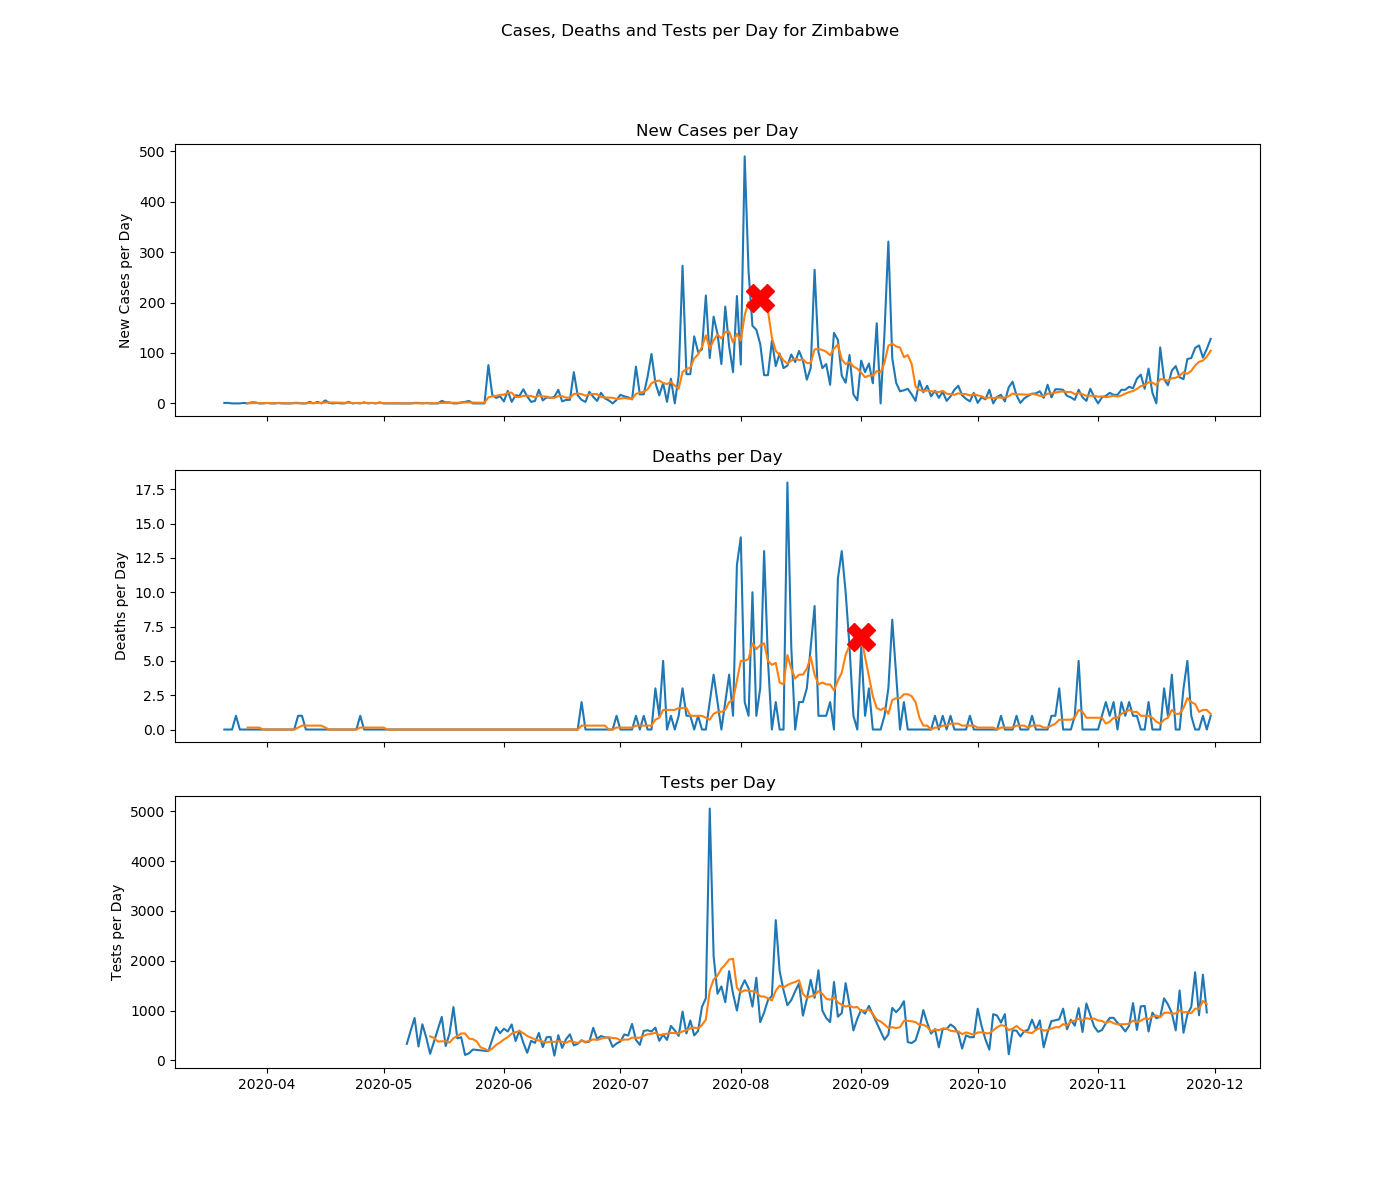 Cases, Deaths and Tests per Day for Zimbabwe
New Cases per Day
New Cases per Day
500
400
300
200
100
0
Deaths per Day
Deaths per Day
17.5
15.0
12.5
10.0
7.5
5.0
2.5
0.0
Tests per Day
Tests per Day
5000
4000
3000
2000
1000
0
2020-04 2020-05 2020-06 2020-07 2020-08 2020-09 2020-10 2020-11 2020-12